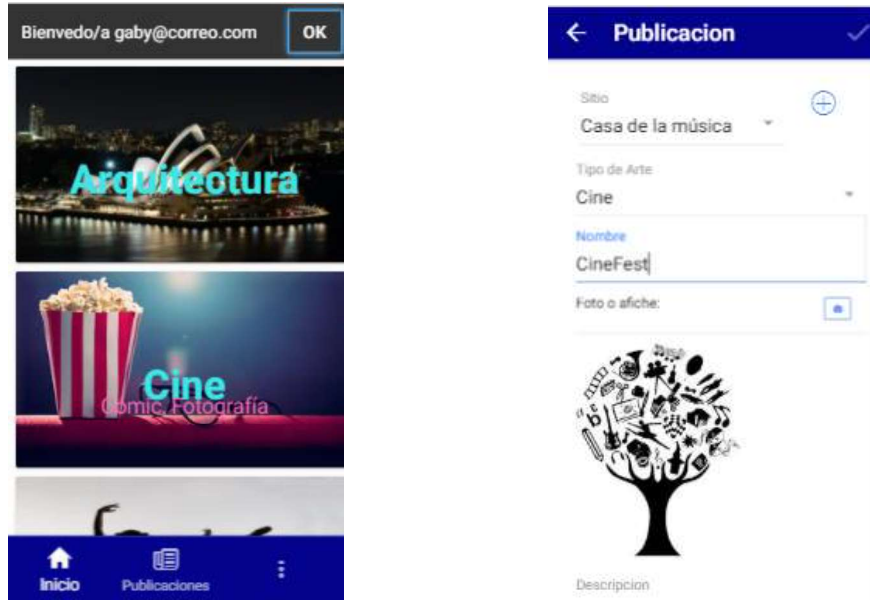 Bienvedo/a gaby@correo.com OK
Arquitectura
Cine
Comic, Fotografía
Inicio Publicaciones
Publicacion
Sitio
Casa de la música
Tipo de Arte
Cine
Nombre
CineFest
Foto o afiche:
Descripcion